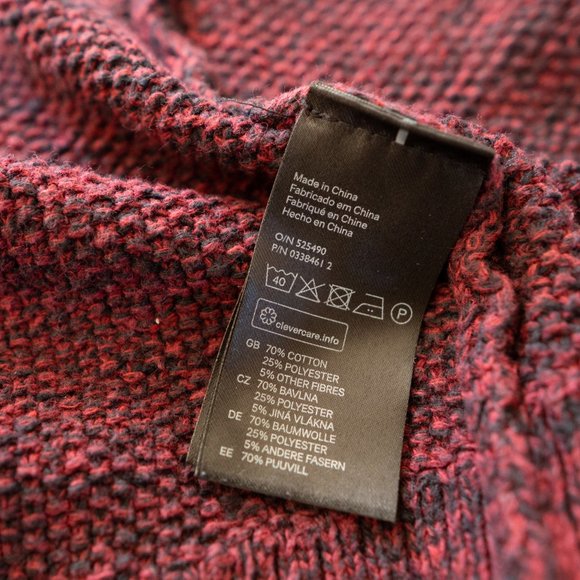 Made in China
Fabricado em China
Fabriqué en Chine
Hecho en China
O/N 525490
P/N 0338461 2
40 P
clevercare.info
GB 70% COTTON
25% POLYESTER
5% OTHER FIBRES
CZ 70% BAVLNA
25% POLYESTER
5% JINÁ VLÁKNA
DE 70% BAUMWOLLE
25% POLYESTER
5% ANDERE FASERN
EE 70% PUUVILL